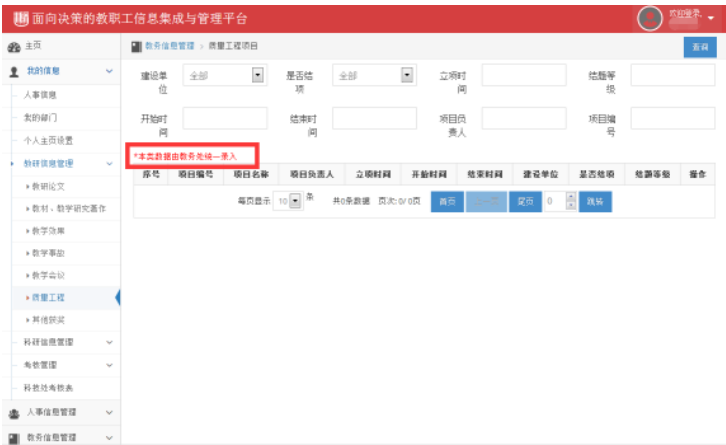 面向决策的教职工信息集成与管理平台
欢迎登录,
主页
教务信息管理 > 质量工程项目
查询
我的信息
人事信息
我的部门
个人主页设置
教研信息管理
教研论文
教材、教学研究著作
教学效果
教学事故
教学会议
质量工程
其他获奖
科研信息管理
考核管理
科教处考核表
人事信息管理
教务信息管理
建设单位 全部 是否结项 全部 立项时间 结题等级
开始时间 结束时间 项目负责人 项目编号
*本类数据由教务处统一录入
序号 项目编号 项目名称 项目负责人 立项时间 开始时间 结束时间 建设单位 是否结项 结题等级 操作
每页显示 10 条 共0条数据 页次:0/0页 首页 上一页 尾页 0 跳转